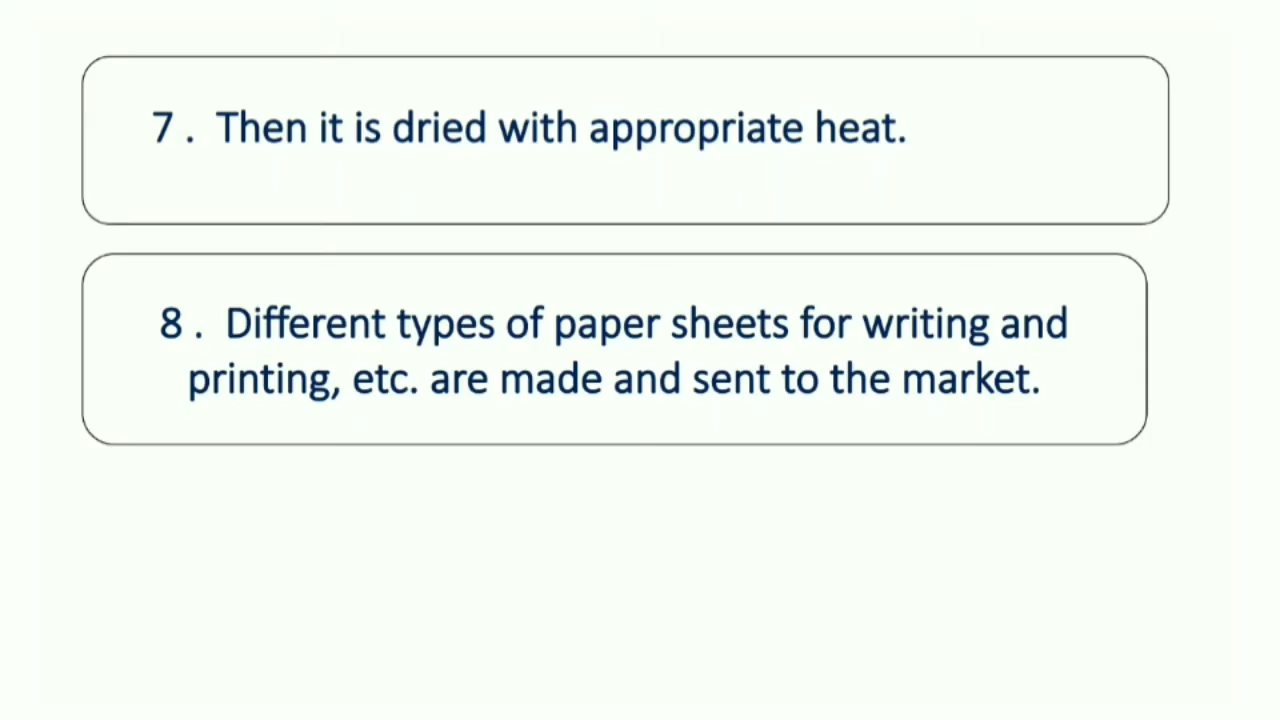 7 .  Then it is dried with appropriate heat.
8 .  Different types of paper sheets for writing and
printing, etc. are made and sent to the market.